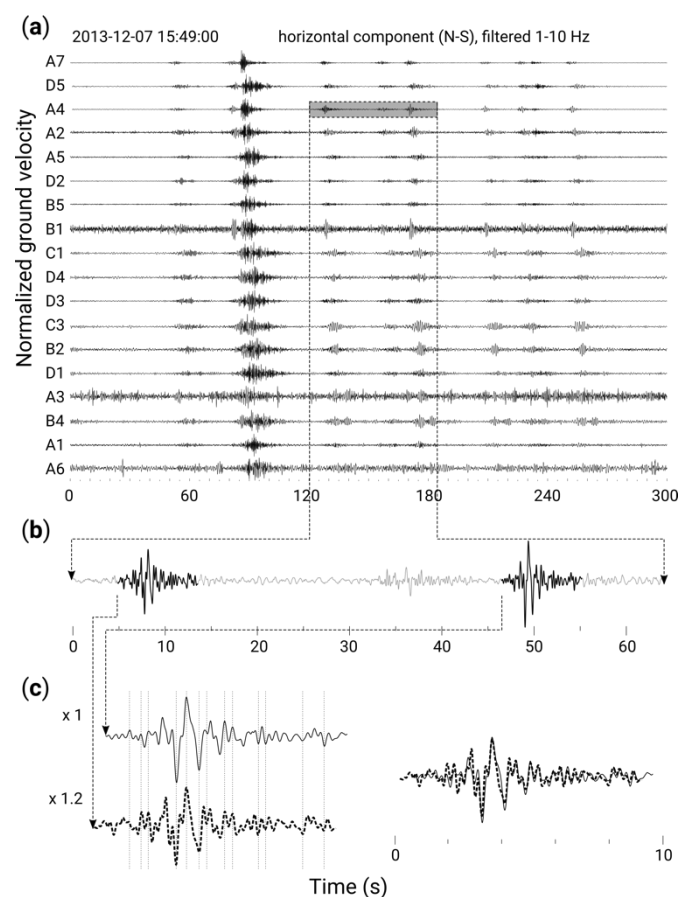 (a)
2013-12-07 15:49:00 horizontal component (N-S), filtered 1-10 Hz
Normalized ground velocity
A7
D5
A4
A2
A5
D2
B5
B1
C1
D4
D3
C3
B2
D1
A3
B4
A1
A6
0 60 120 180 240 300
(b)
0 10 20 30 40 50 60
(c)
x 1
x 1.2
0 10
Time (s)